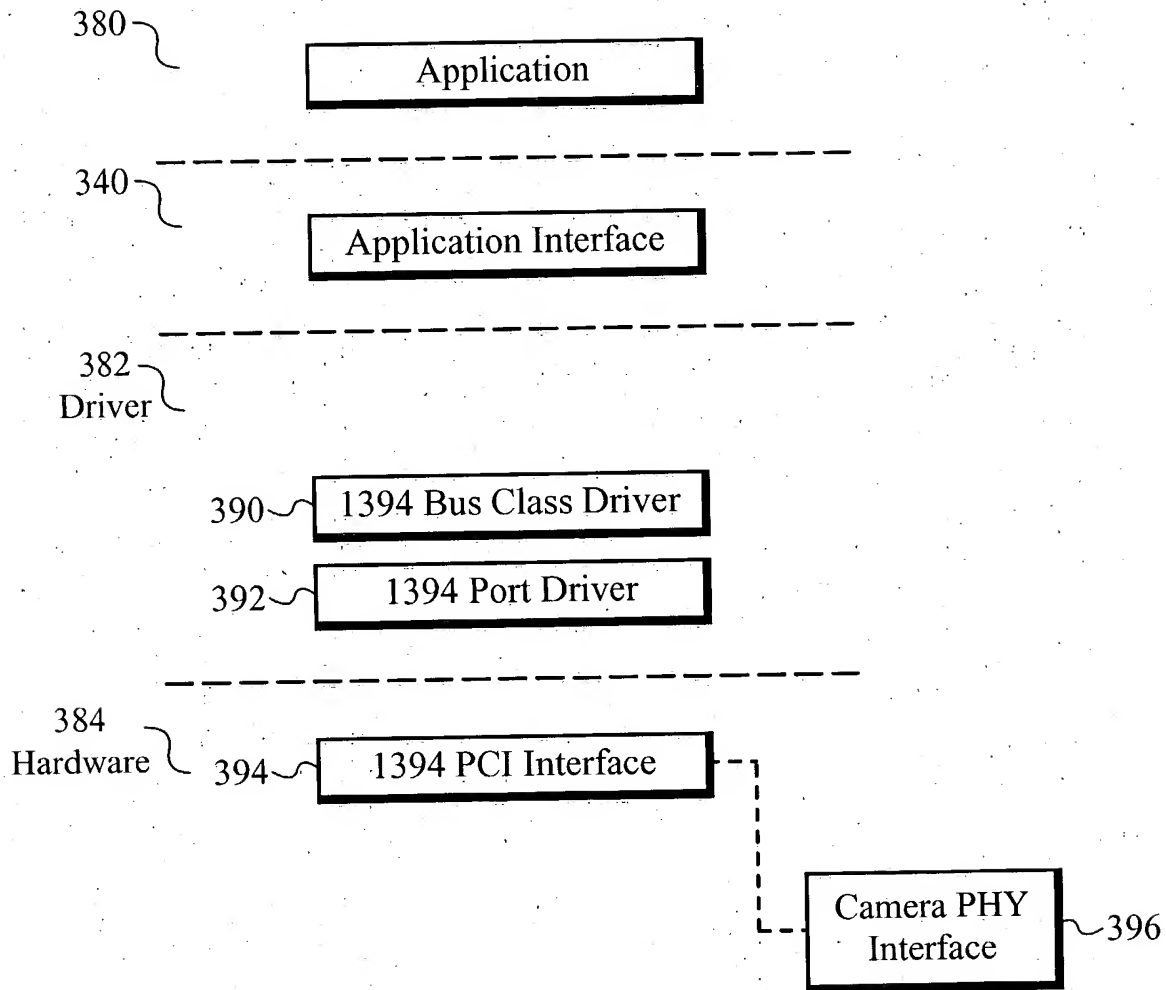 380
Application
340
Application Interface
382
Driver
390
1394 Bus Class Driver
392
1394 Port Driver
384
Hardware
394
1394 PCI Interface
Camera PHY
Interface
396